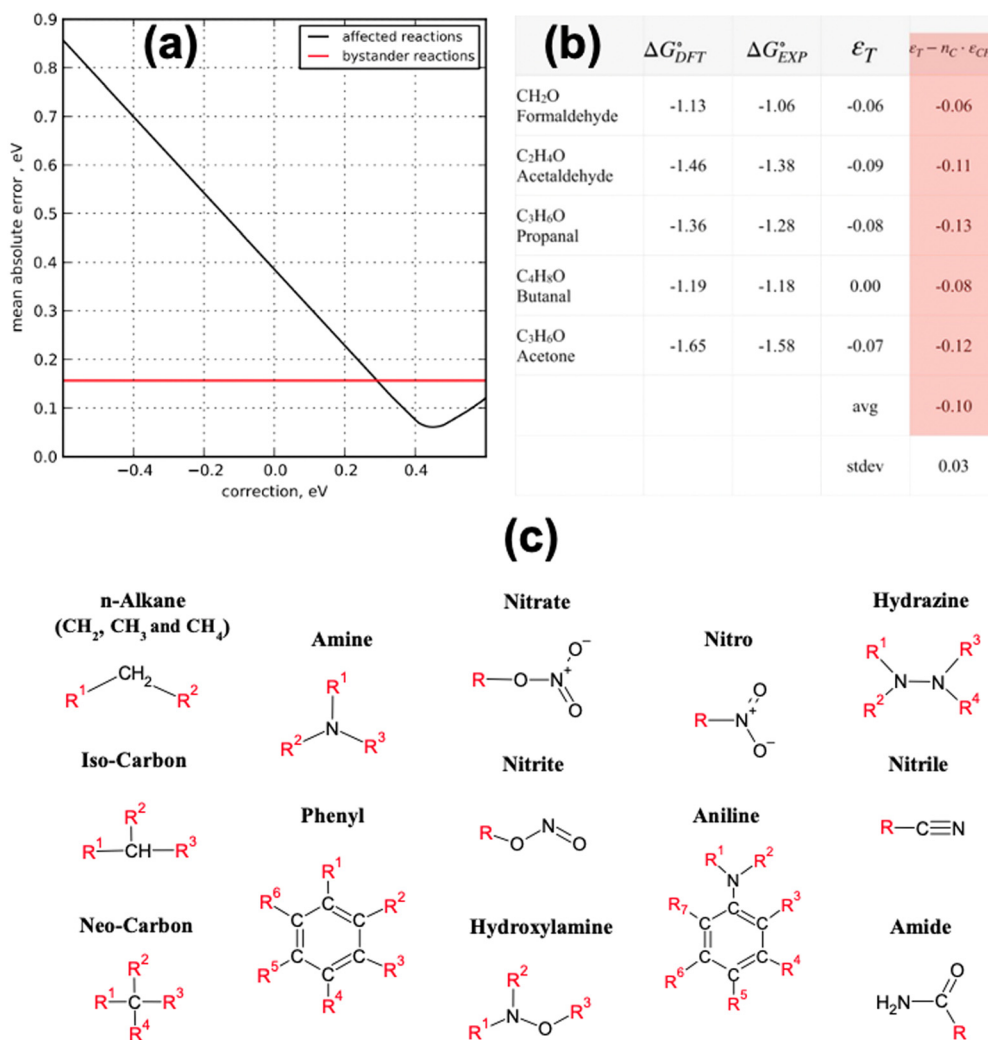 (a)
affected reactions
bystander reactions
mean absolute error , eV
0.9
0.8
0.7
0.6
0.5
0.4
0.3
0.2
0.1
0.0
−0.4 −0.2 0.0 0.2 0.4
correction, eV
(b) ΔG°DFT ΔG°EXP εT εT − nC · εCH
CH₂O
Formaldehyde -1.13 -1.06 -0.06 -0.06
C₂H₄O
Acetaldehyde -1.46 -1.38 -0.09 -0.11
C₃H₆O
Propanal -1.36 -1.28 -0.08 -0.13
C₄H₈O
Butanal -1.19 -1.18 0.00 -0.08
C₃H₆O
Acetone -1.65 -1.58 -0.07 -0.12
avg -0.10
stdev 0.03
(c)
n-Alkane
(CH₂, CH₃ and CH₄)
R¹ CH₂ R²
Amine
R¹
N
R² R³
Nitrate
R O N⁺ O⁻
O
Nitro
R N⁺ O
O⁻
Hydrazine
R¹ R³
N N
R² R⁴
Iso-Carbon
R²
R¹ CH R³
Phenyl
R¹
R⁶ C R²
C C
C C
R⁵ C R³
R⁴
Nitrite
R O N O
Aniline
R¹ R²
N
R₇ C R³
C C
C C
R⁶ C R⁴
R⁵
Nitrile
R C N
Neo-Carbon
R²
R¹ C R³
R⁴
Hydroxylamine
R²
R¹ N O R³
Amide
O
H₂N C
R